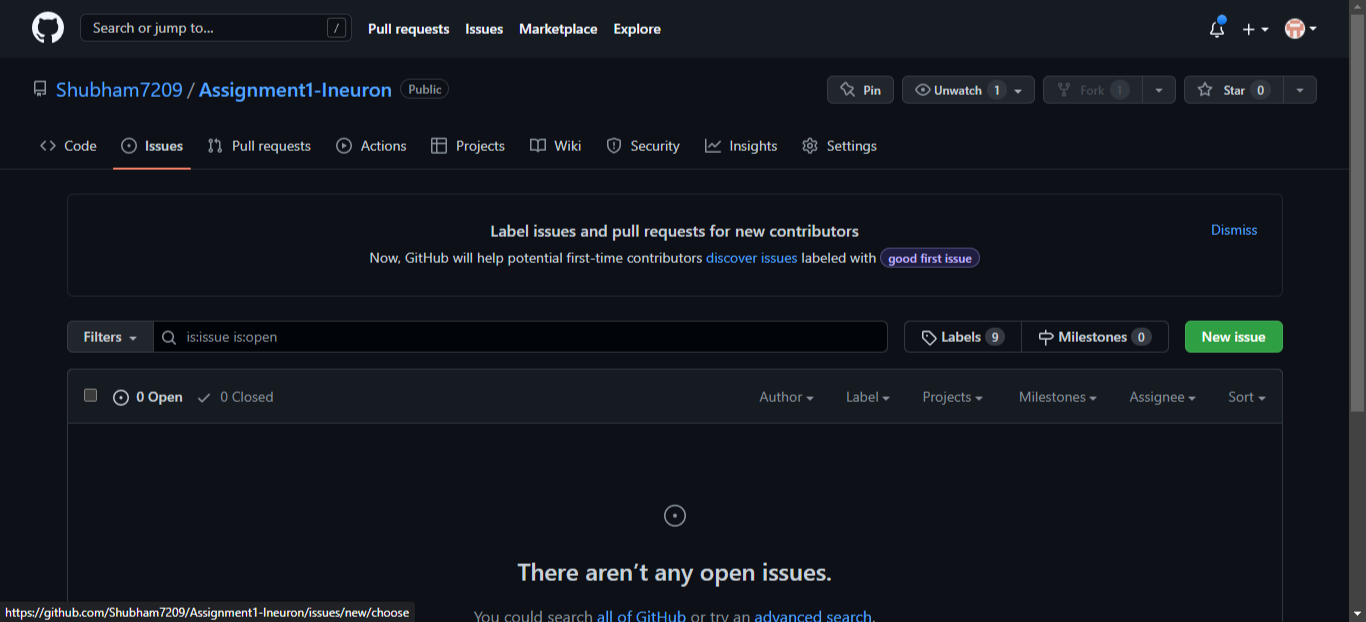 Search or jump to... / Pull requests Issues Marketplace Explore
Shubham7209 / Assignment1-Ineuron Public Pin Unwatch 1 Fork 1 Star 0
Code Issues Pull requests Actions Projects Wiki Security Insights Settings
Label issues and pull requests for new contributors
Dismiss
Now, GitHub will help potential first-time contributors discover issues labeled with good first issue
Filters is:issue is:open Labels 9 Milestones 0 New issue
0 Open 0 Closed Author Label Projects Milestones Assignee Sort
There aren’t any open issues.
You could search all of GitHub or try an advanced search.
https://github.com/Shubham7209/Assignment1-Ineuron/issues/new/choose